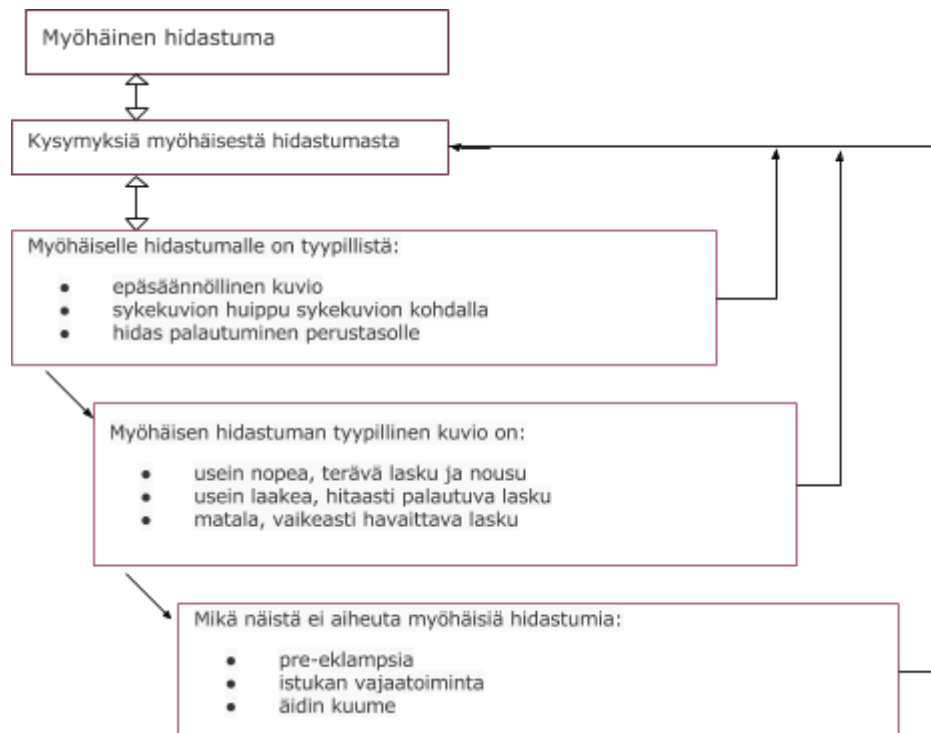 Myöhäinen hidastuma
Kysymyksiä myöhäisestä hidastumasta
Myöhäiselle hidastumalle on tyypillistä:
● epäsäännöllinen kuvio
● sykekuvion huippu sykekuvion kohdalla
● hidas palautuminen perustasolle
Myöhäisen hidastuman tyypillinen kuvio on:
● usein nopea, terävä lasku ja nousu
● usein laakea, hitaasti palautuva lasku
● matala, vaikeasti havaittava lasku
Mikä näistä ei aiheuta myöhäisiä hidastumia:
● pre-eklampsia
● istukan vajaatoiminta
● äidin kuume